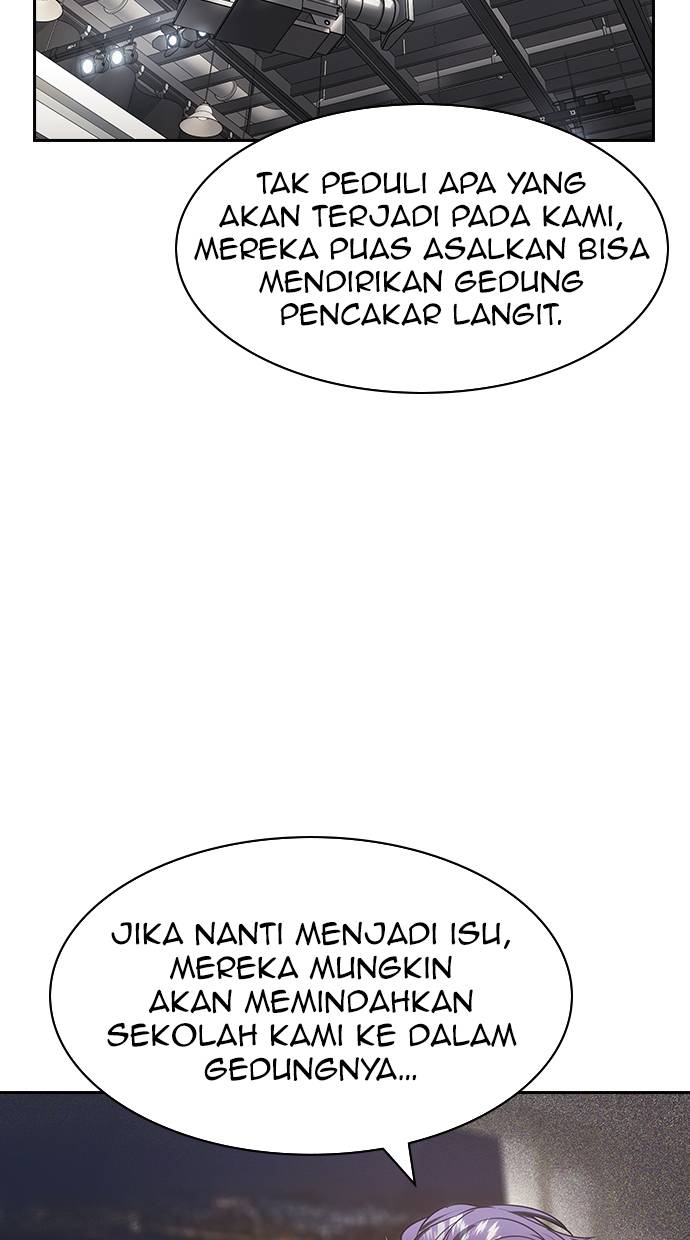 TAK PEDULI APA YANG
AKAN TERJADI PADA KAMI,
MEREKA PUAS ASALKAN BISA
MENDIRIKAN GEDUNG
PENCAKAR LANGIT.
JIKA NANTI MENJADI ISU,
MEREKA MUNGKIN
AKAN MEMINDAHKAN
SEKOLAH KAMI KE DALAM
GEDUNGNYA...